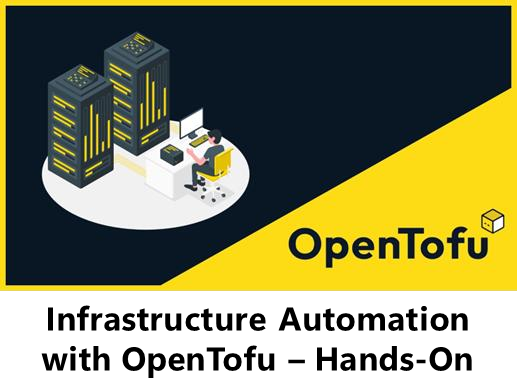 OpenTofu
Infrastructure Automation
with OpenTofu – Hands-On